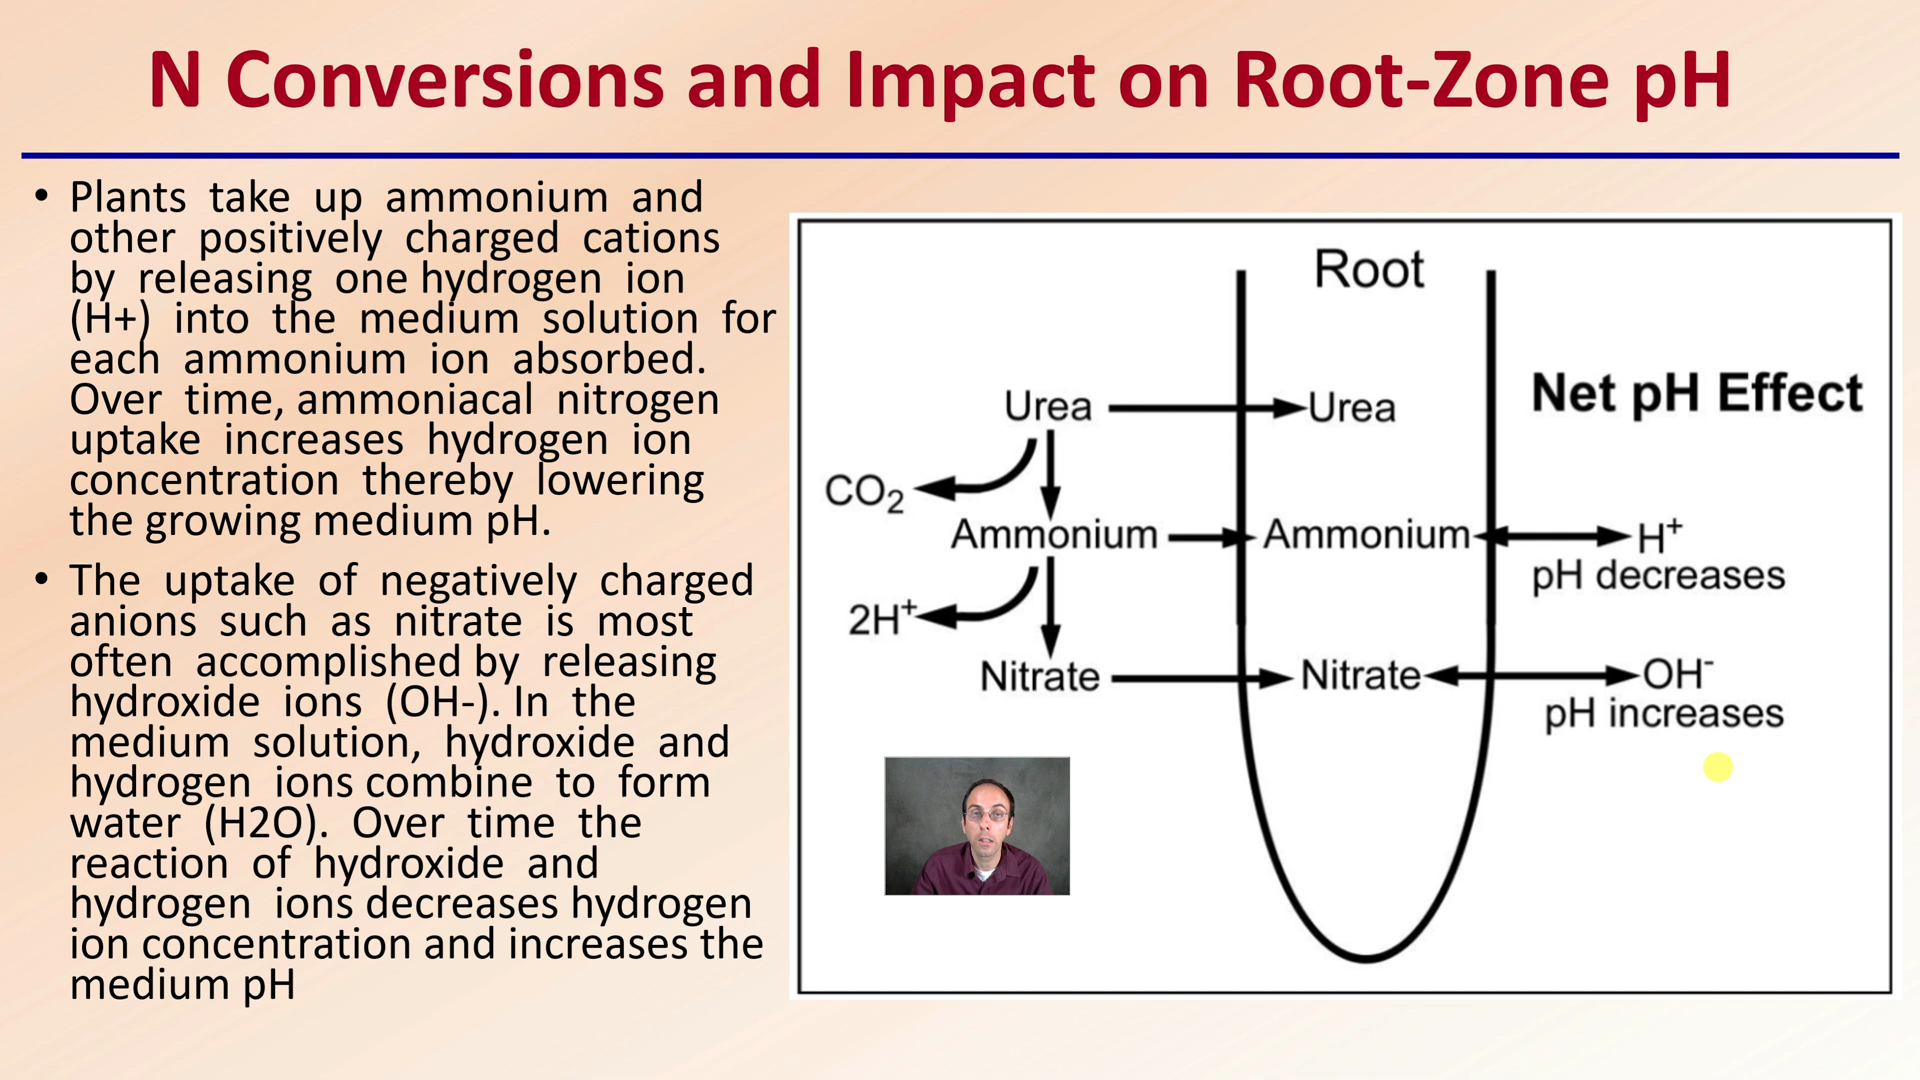 N Conversions and Impact on Root-Zone pH
• Plants take up ammonium and
other positively charged cations
by releasing one hydrogen ion
(H+) into the medium solution for
each ammonium ion absorbed.
Over time, ammoniacal nitrogen
uptake increases hydrogen ion
concentration thereby lowering
the growing medium pH.
• The uptake of negatively charged
anions such as nitrate is most
often accomplished by releasing
hydroxide ions (OH-). In the
medium solution, hydroxide and
hydrogen ions combine to form
water (H2O). Over time the
reaction of hydroxide and
hydrogen ions decreases hydrogen
ion concentration and increases the
medium pH
Root
Net pH Effect
Urea Urea
CO₂
Ammonium Ammonium H⁺
pH decreases
2H⁺
Nitrate Nitrate OH⁻
pH increases